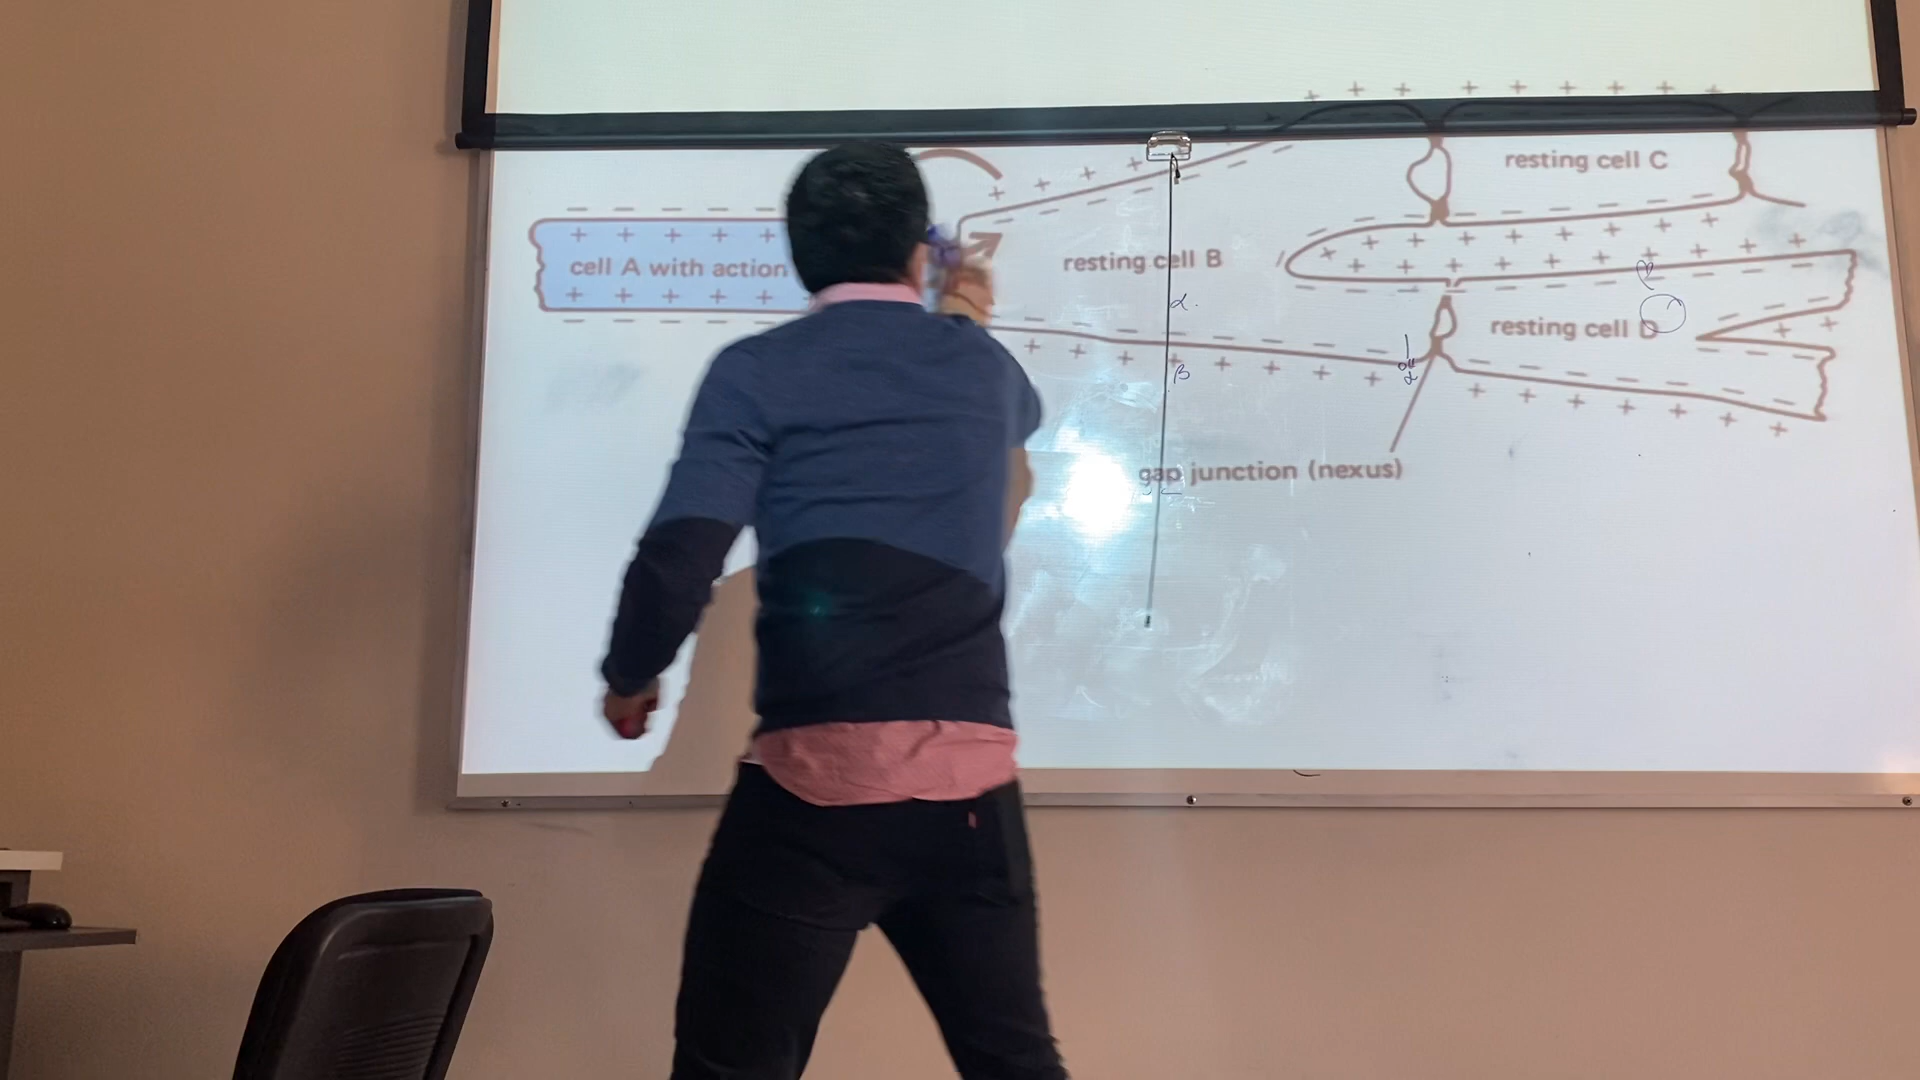 resting cell C
cell A with action
resting cell B
resting cell D
α
β
gap junction (nexus)